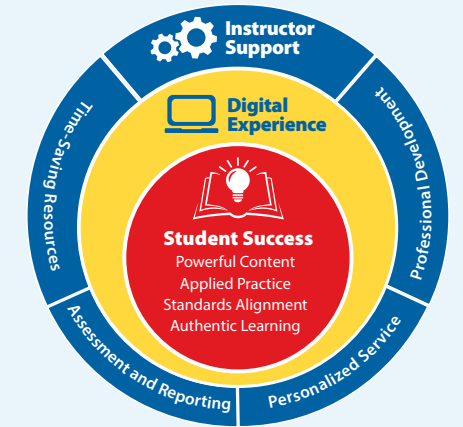 Instructor
Support
Time-Saving Resources
Professional Development
Digital
Experience
Student Success
Powerful Content
Applied Practice
Standards Alignment
Authentic Learning
Assessment and Reporting
Personalized Service